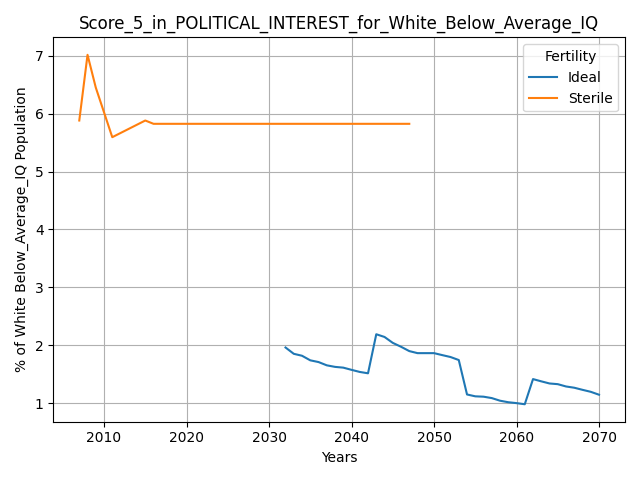 Score_5_in_POLITICAL_INTEREST_for_White_Below_Average_IQ
% of White Below_Average_IQ Population
7
6
5
4
3
2
1
Fertility
Ideal
Sterile
2010 2020 2030 2040 2050 2060 2070
Years